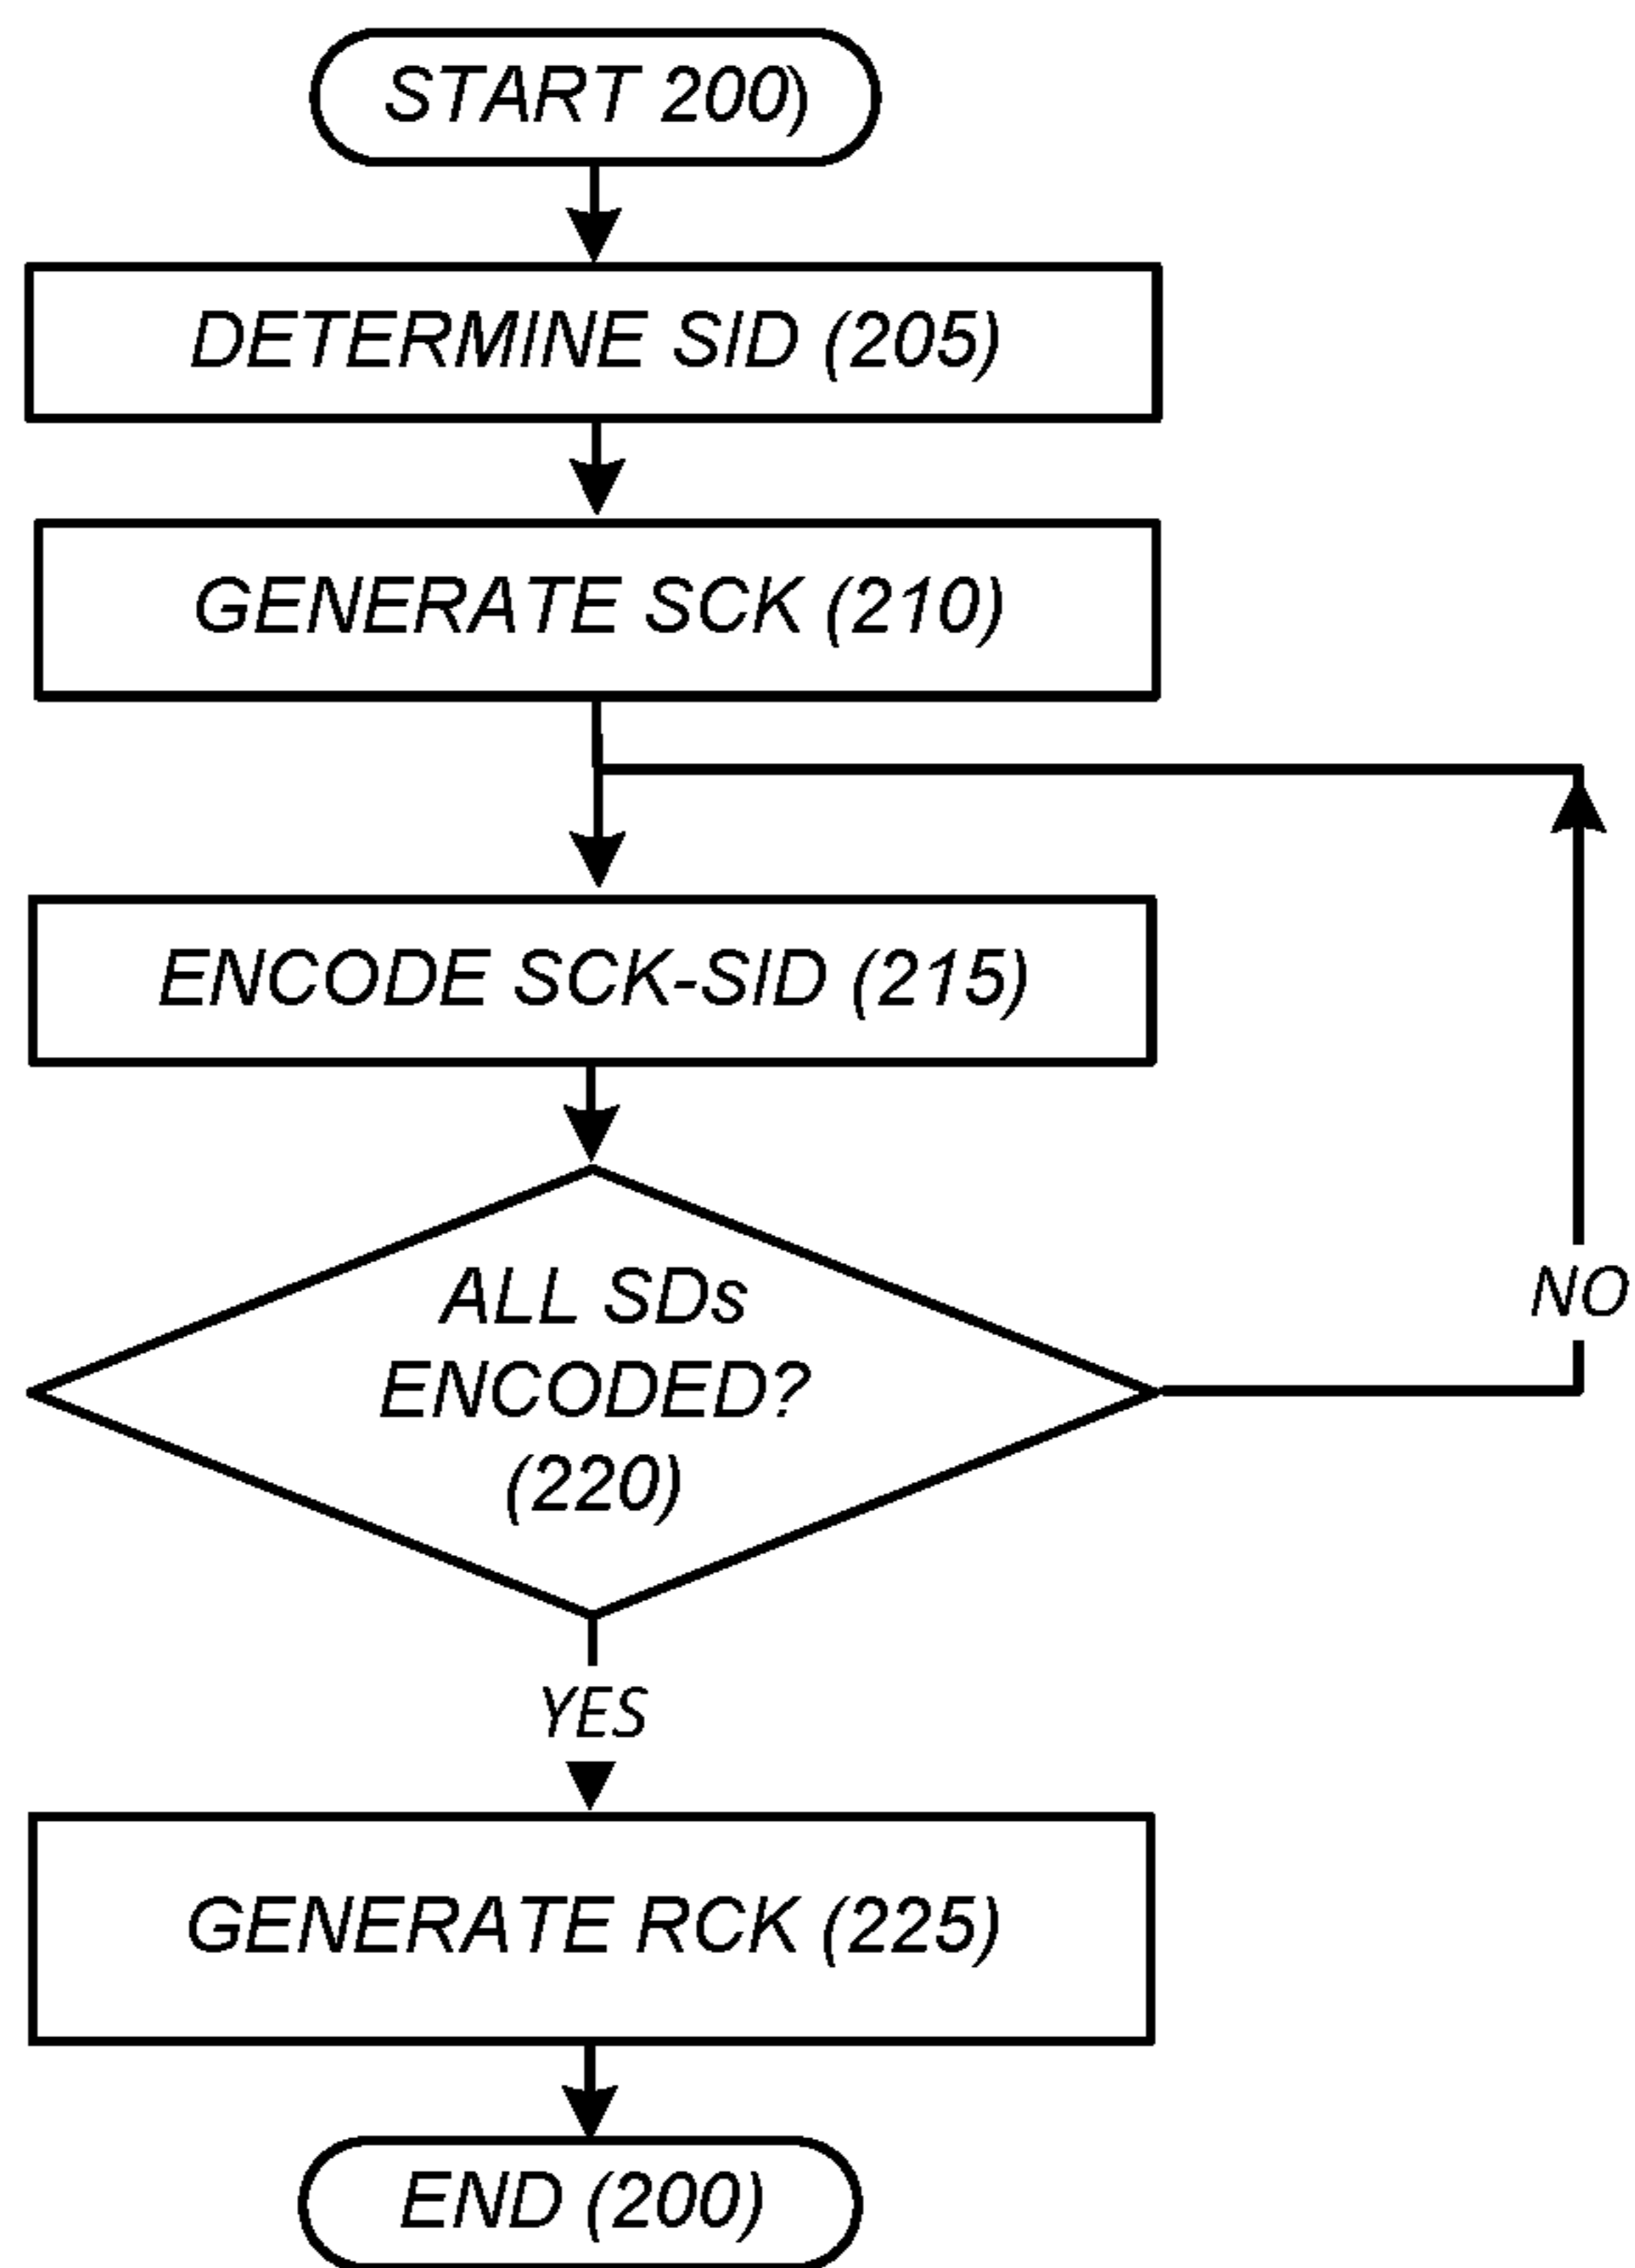 START 200)
DETERMINE SID (205)
GENERATE SCK (210)
ENCODE SCK-SID (215)
ALL SDs
ENCODED?
(220)
NO
YES
GENERATE RCK (225)
END (200)